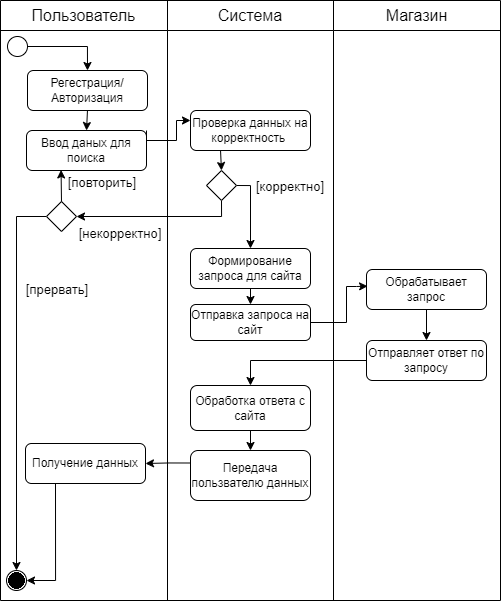 Пользователь
Система
Магазин
Регестрация/
Авторизация
Ввод даных для
поиска
Проверка данных на
корректность
[повторить]
[корректно]
[некорректно]
[прервать]
Формирование
запроса для сайта
Отправка запроса на
сайт
Обрабатывает
запрос
Отправляет ответ по
запросу
Обработка ответа с
сайта
Получение данных
Передача
пользвателю данных